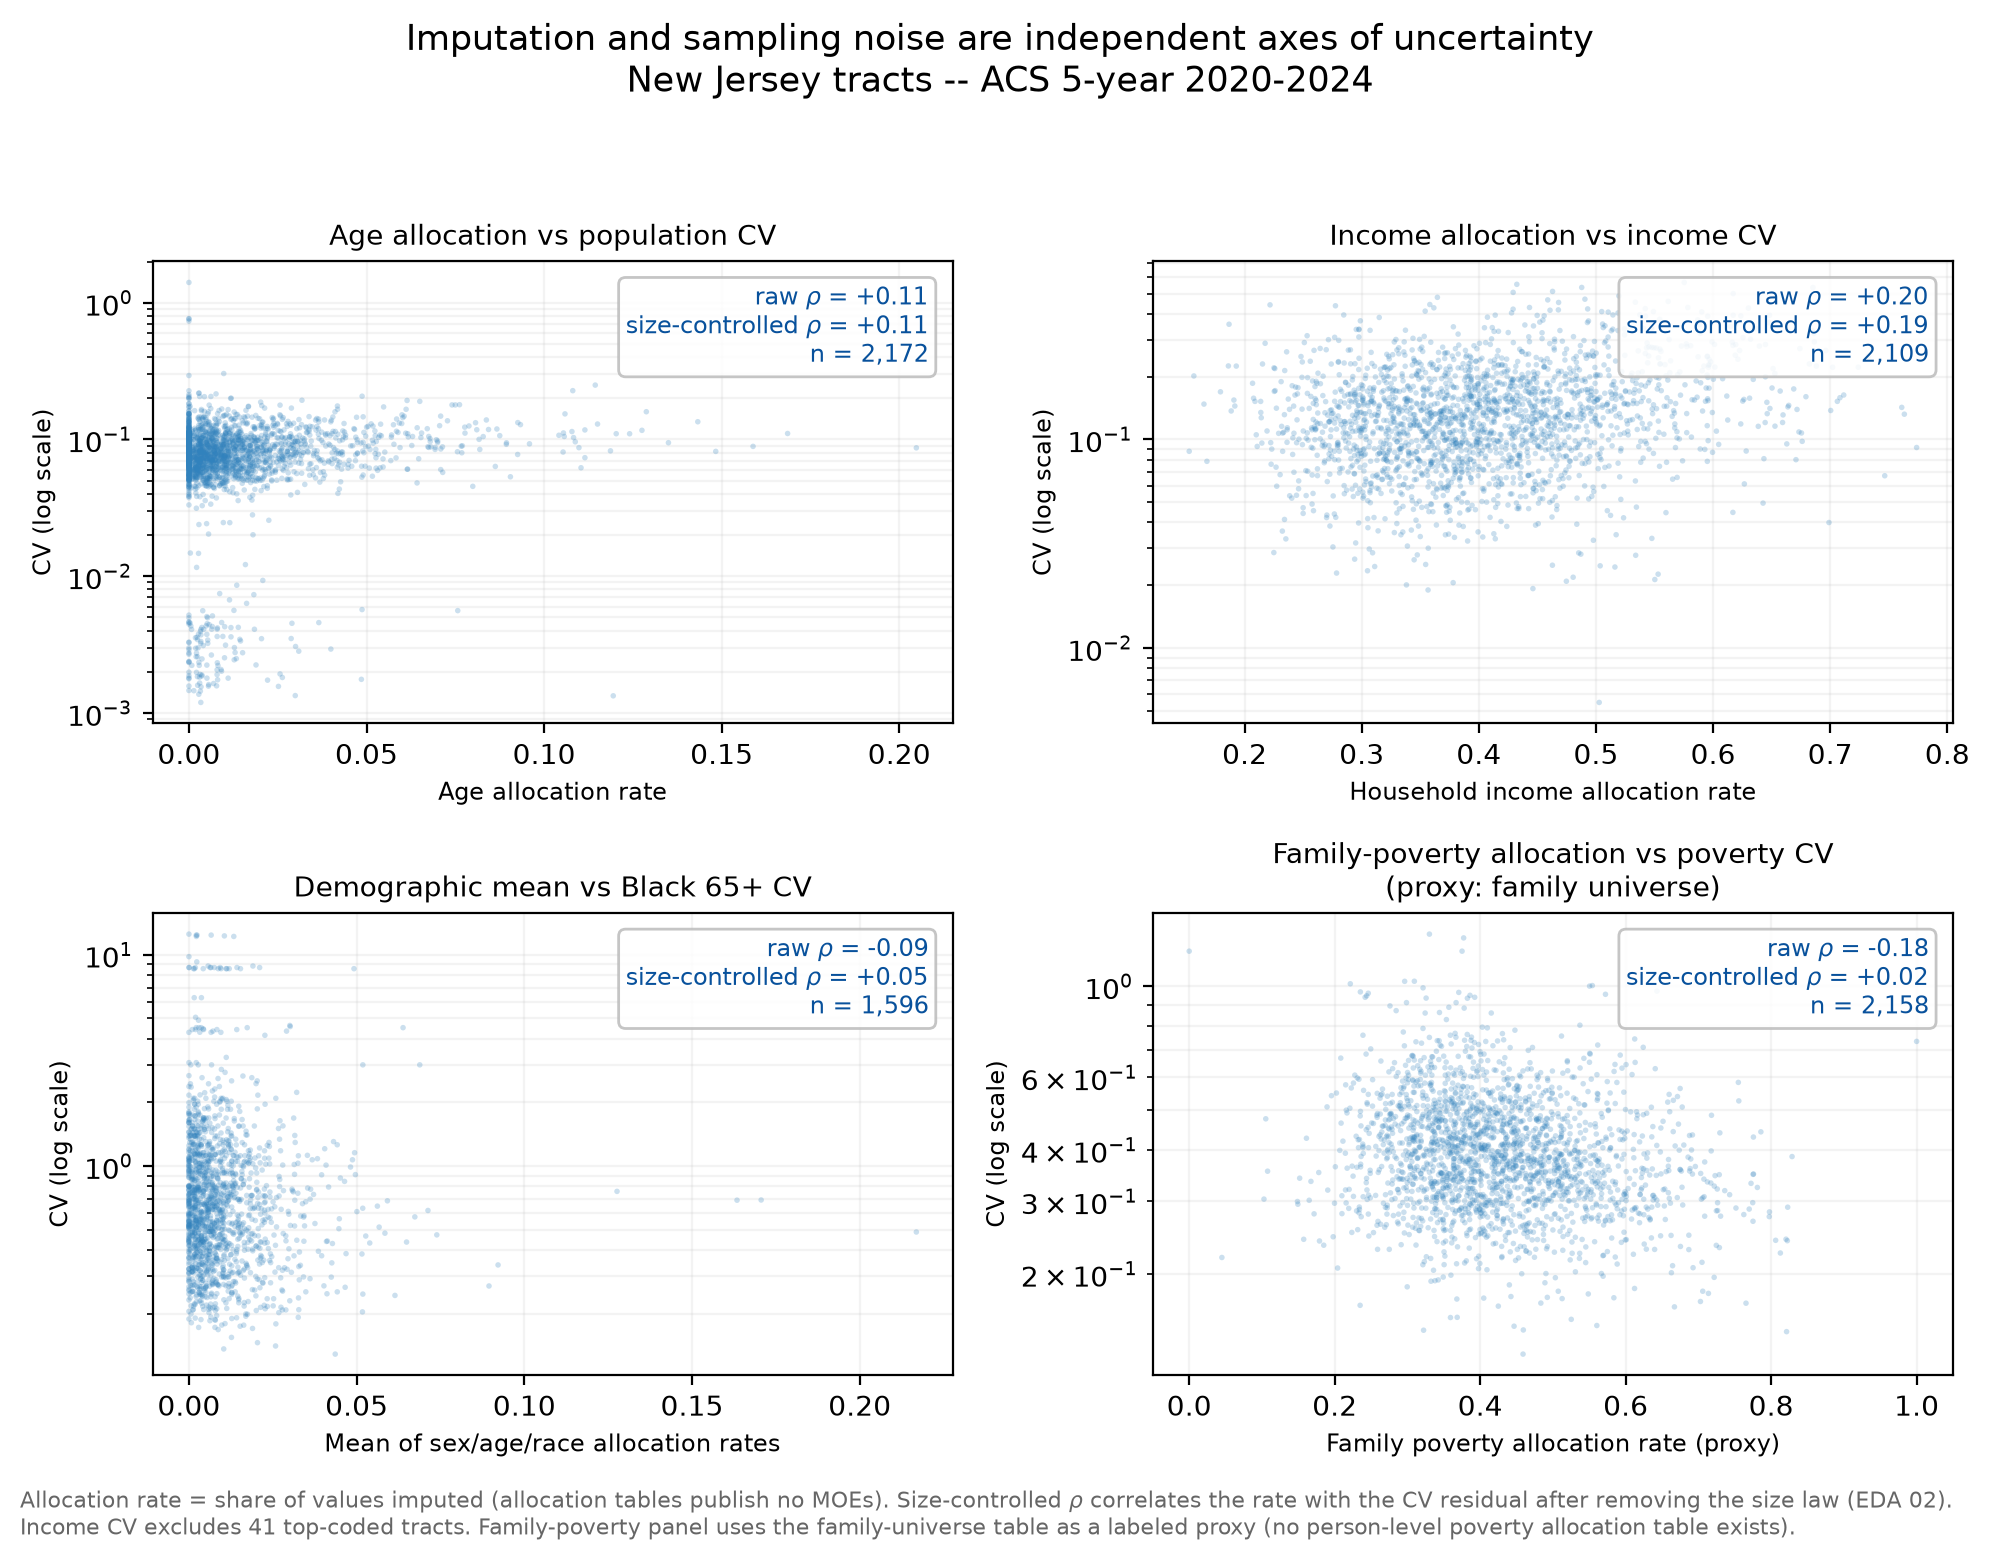 Imputation and sampling noise are independent axes of uncertainty
New Jersey tracts -- ACS 5-year 2020-2024
Age allocation vs population CV
raw ρ = +0.11
size-controlled ρ = +0.11
n = 2,172
CV (log scale)
10⁰
10⁻¹
10⁻²
10⁻³
0.00 0.05 0.10 0.15 0.20
Age allocation rate
Income allocation vs income CV
raw ρ = +0.20
size-controlled ρ = +0.19
n = 2,109
CV (log scale)
10⁻¹
10⁻²
0.2 0.3 0.4 0.5 0.6 0.7 0.8
Household income allocation rate
Demographic mean vs Black 65+ CV
raw ρ = -0.09
size-controlled ρ = +0.05
n = 1,596
CV (log scale)
10¹
10⁰
0.00 0.05 0.10 0.15 0.20
Mean of sex/age/race allocation rates
Family-poverty allocation vs poverty CV
(proxy: family universe)
raw ρ = -0.18
size-controlled ρ = +0.02
n = 2,158
CV (log scale)
10⁰
6 × 10⁻¹
4 × 10⁻¹
3 × 10⁻¹
2 × 10⁻¹
0.0 0.2 0.4 0.6 0.8 1.0
Family poverty allocation rate (proxy)
Allocation rate = share of values imputed (allocation tables publish no MOEs). Size-controlled ρ correlates the rate with the CV residual after removing the size law (EDA 02).
Income CV excludes 41 top-coded tracts. Family-poverty panel uses the family-universe table as a labeled proxy (no person-level poverty allocation table exists).